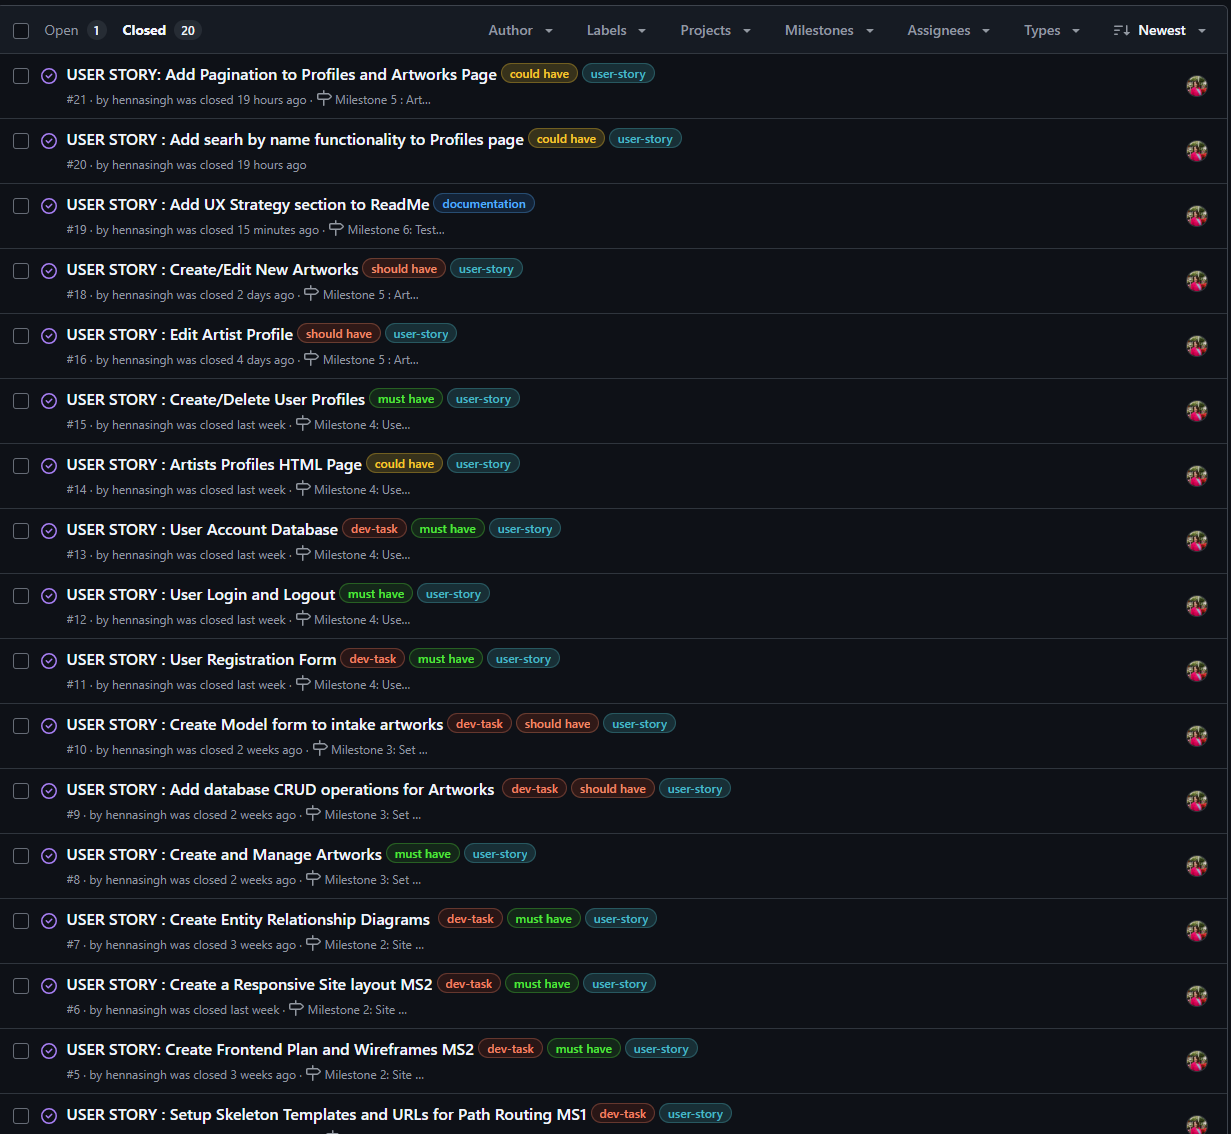 Open 1 Closed 20 Author Labels Projects Milestones Assignees Types Newest
USER STORY: Add Pagination to Profiles and Artworks Page could have user-story
#21 · by hennasingh was closed 19 hours ago · Milestone 5 : Art...
USER STORY : Add searh by name functionality to Profiles page could have user-story
#20 · by hennasingh was closed 19 hours ago
USER STORY : Add UX Strategy section to ReadMe documentation
#19 · by hennasingh was closed 15 minutes ago · Milestone 6: Test...
USER STORY : Create/Edit New Artworks should have user-story
#18 · by hennasingh was closed 2 days ago · Milestone 5 : Art...
USER STORY : Edit Artist Profile should have user-story
#16 · by hennasingh was closed 4 days ago · Milestone 5 : Art...
USER STORY : Create/Delete User Profiles must have user-story
#15 · by hennasingh was closed last week · Milestone 4: Use...
USER STORY : Artists Profiles HTML Page could have user-story
#14 · by hennasingh was closed last week · Milestone 4: Use...
USER STORY : User Account Database dev-task must have user-story
#13 · by hennasingh was closed last week · Milestone 4: Use...
USER STORY : User Login and Logout must have user-story
#12 · by hennasingh was closed last week · Milestone 4: Use...
USER STORY : User Registration Form dev-task must have user-story
#11 · by hennasingh was closed last week · Milestone 4: Use...
USER STORY : Create Model form to intake artworks dev-task should have user-story
#10 · by hennasingh was closed 2 weeks ago · Milestone 3: Set ...
USER STORY : Add database CRUD operations for Artworks dev-task should have user-story
#9 · by hennasingh was closed 2 weeks ago · Milestone 3: Set ...
USER STORY : Create and Manage Artworks must have user-story
#8 · by hennasingh was closed 2 weeks ago · Milestone 3: Set ...
USER STORY : Create Entity Relationship Diagrams dev-task must have user-story
#7 · by hennasingh was closed 3 weeks ago · Milestone 2: Site ...
USER STORY : Create a Responsive Site layout MS2 dev-task must have user-story
#6 · by hennasingh was closed last week · Milestone 2: Site ...
USER STORY: Create Frontend Plan and Wireframes MS2 dev-task must have user-story
#5 · by hennasingh was closed 3 weeks ago · Milestone 2: Site ...
USER STORY : Setup Skeleton Templates and URLs for Path Routing MS1 dev-task user-story